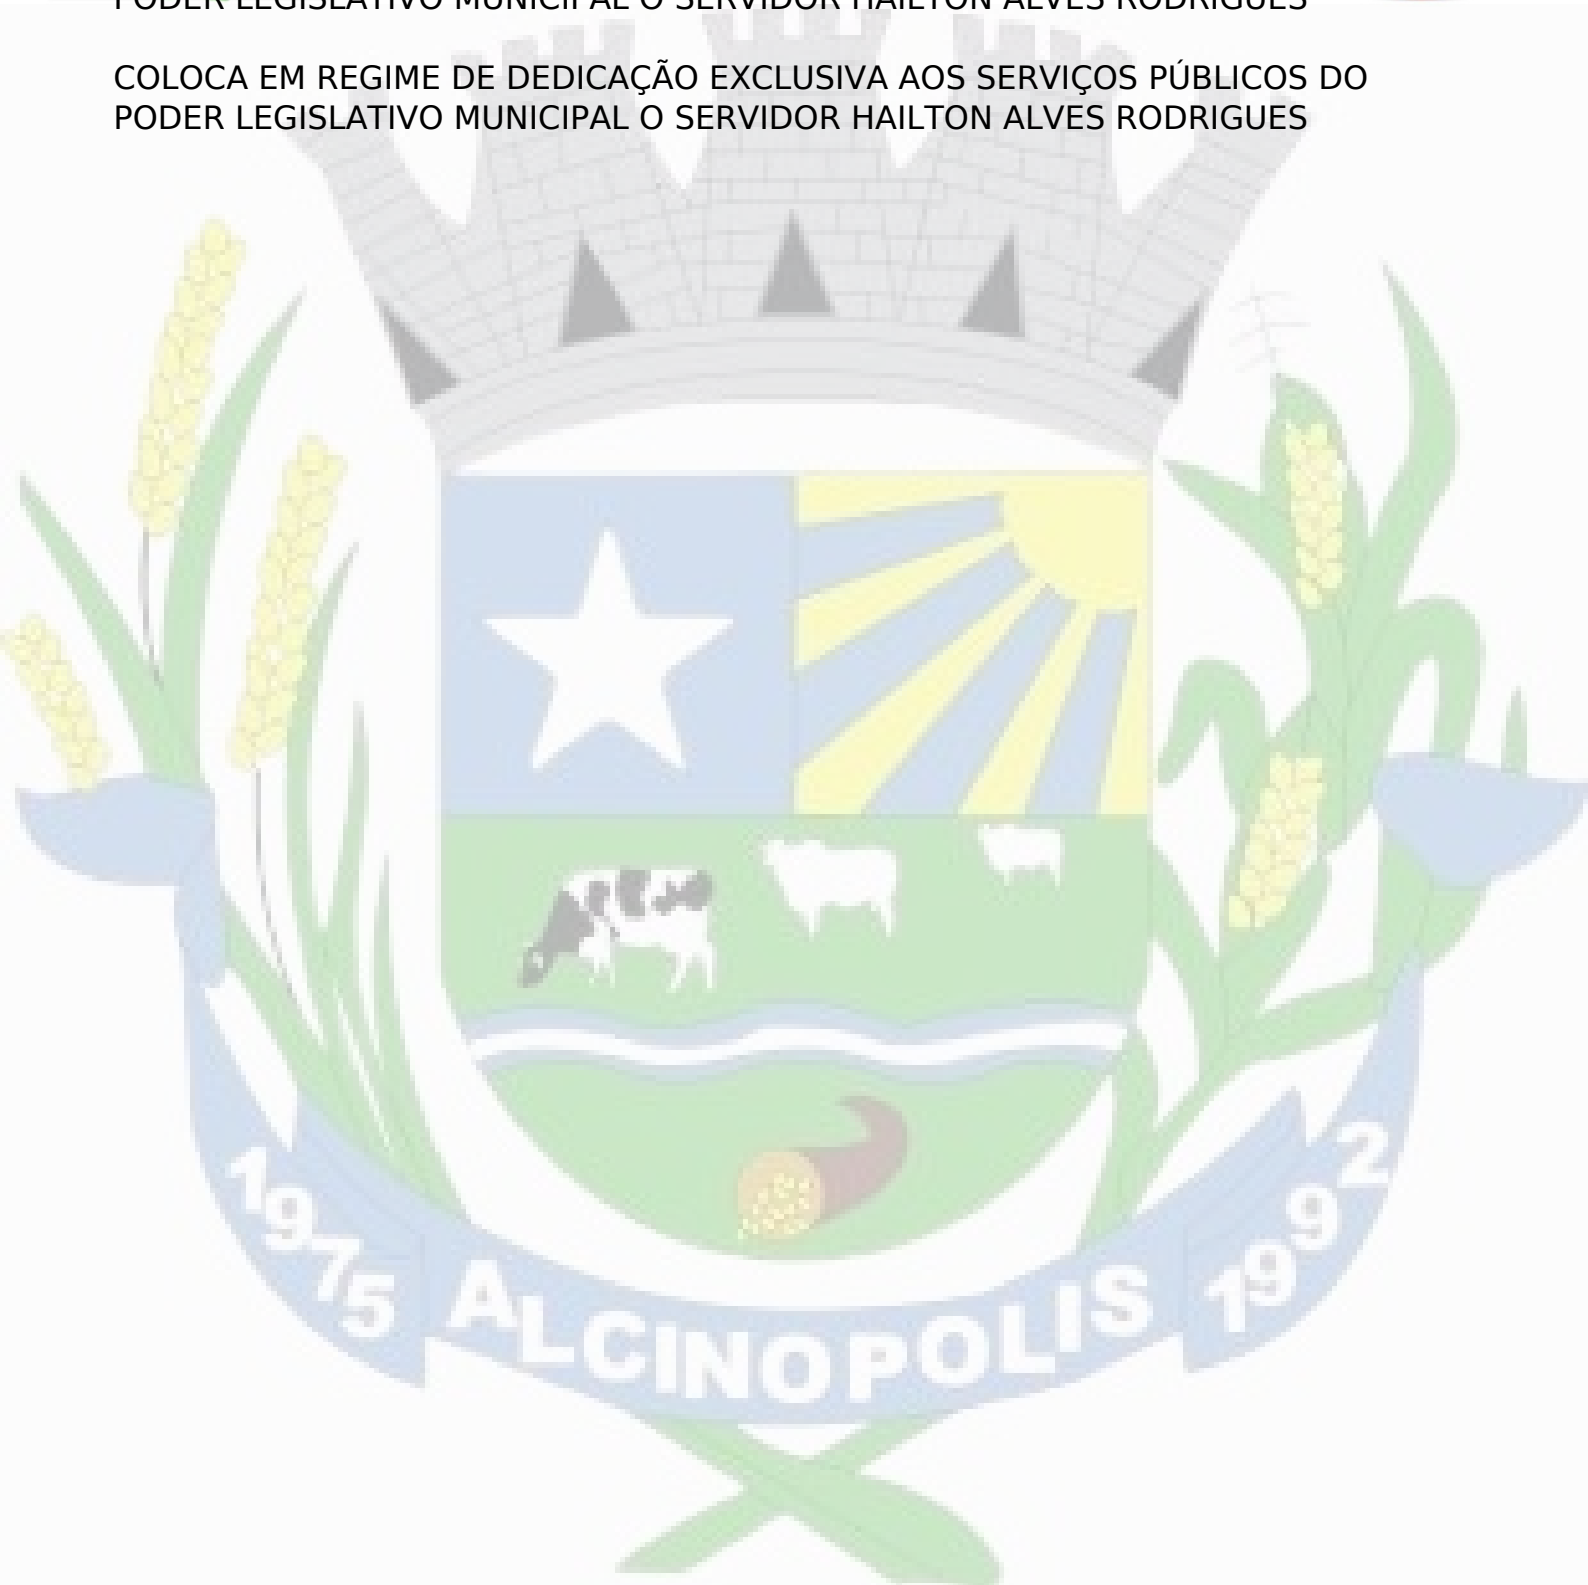 PODER LEGISLATIVO MUNICIPAL O SERVIDOR HAILTON ALVES RODRIGUES
COLOCA EM REGIME DE DEDICAÇÃO EXCLUSIVA AOS SERVIÇOS PÚBLICOS DO
PODER LEGISLATIVO MUNICIPAL O SERVIDOR HAILTON ALVES RODRIGUES
1975 ALCINOPOLIS 1992